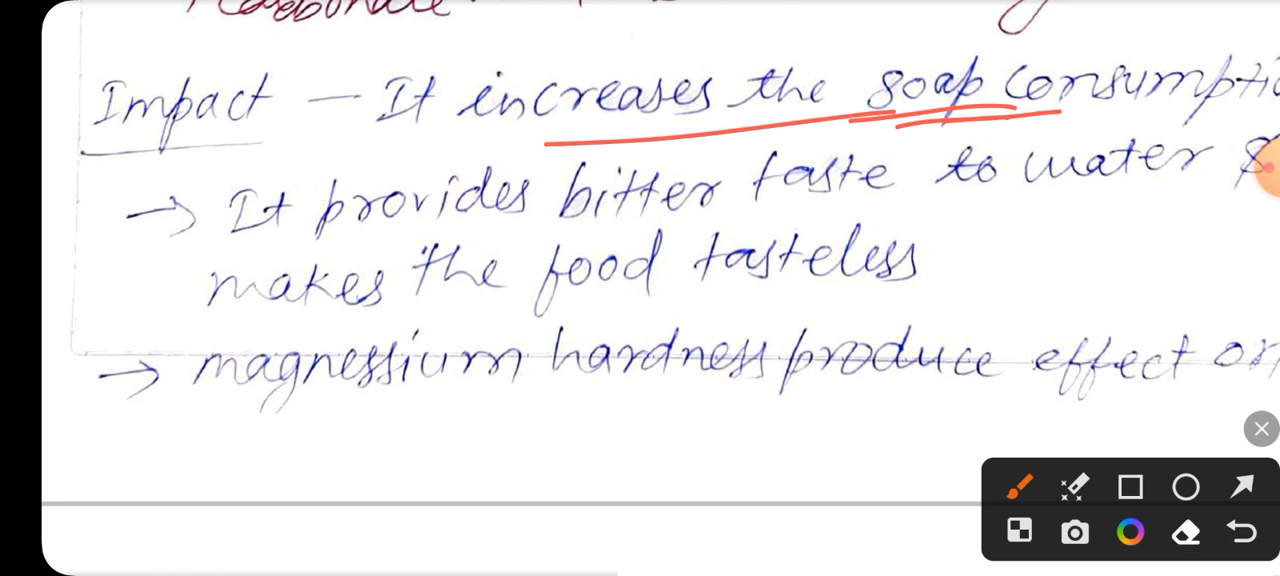 Impact — It increases the soap consumpti
→ It provides bitter taste to water &
makes the food tasteless
→ magnessium hardness produce effect on